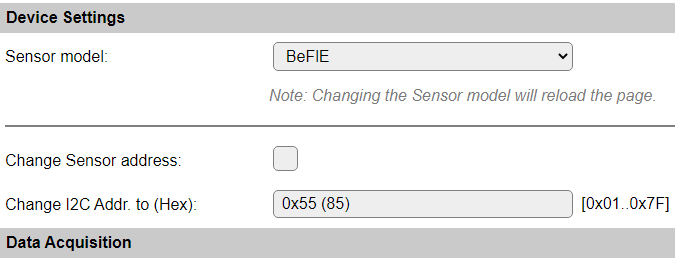 Device Settings
Sensor model: BeFlE
Note: Changing the Sensor model will reload the page.
Change Sensor address:
Change I2C Addr. to (Hex): 0x55 (85) [0x01..0x7F]
Data Acquisition